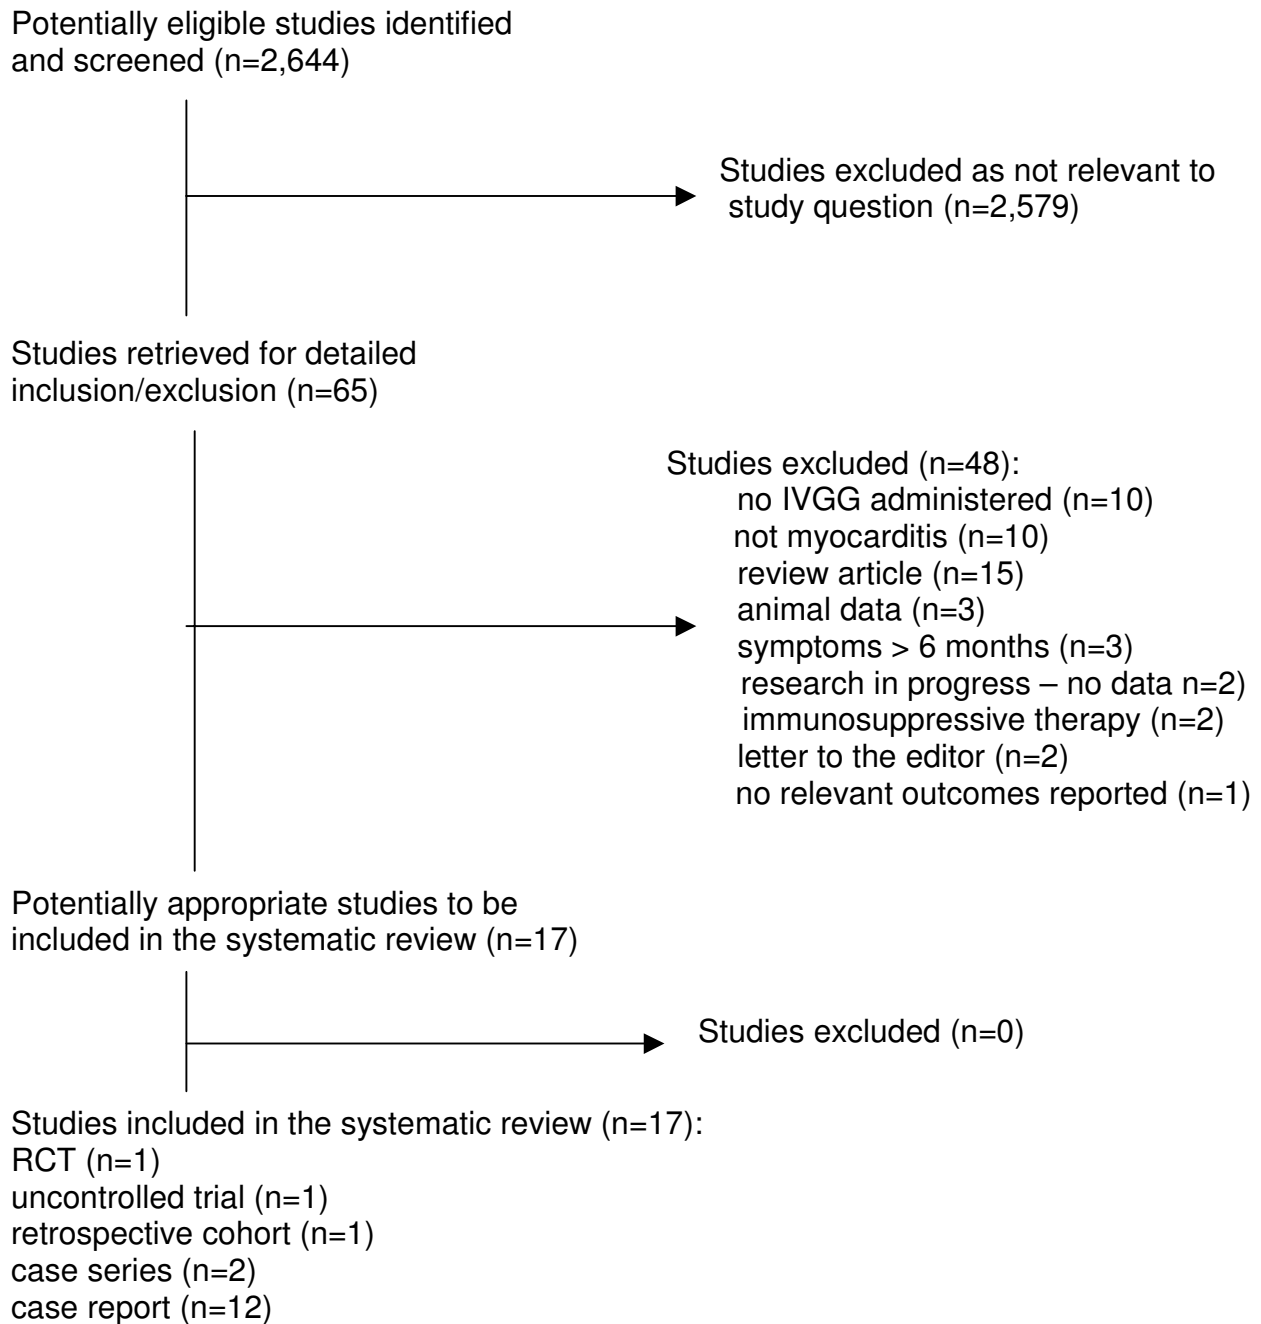 Potentially eligible studies identified
and screened (n=2,644)
Studies excluded as not relevant to
study question (n=2,579)
Studies retrieved for detailed
inclusion/exclusion (n=65)
Studies excluded (n=48):
no IVGG administered (n=10)
not myocarditis (n=10)
review article (n=15)
animal data (n=3)
symptoms > 6 months (n=3)
research in progress – no data n=2)
immunosuppressive therapy (n=2)
letter to the editor (n=2)
no relevant outcomes reported (n=1)
Potentially appropriate studies to be
included in the systematic review (n=17)
Studies excluded (n=0)
Studies included in the systematic review (n=17):
RCT (n=1)
uncontrolled trial (n=1)
retrospective cohort (n=1)
case series (n=2)
case report (n=12)